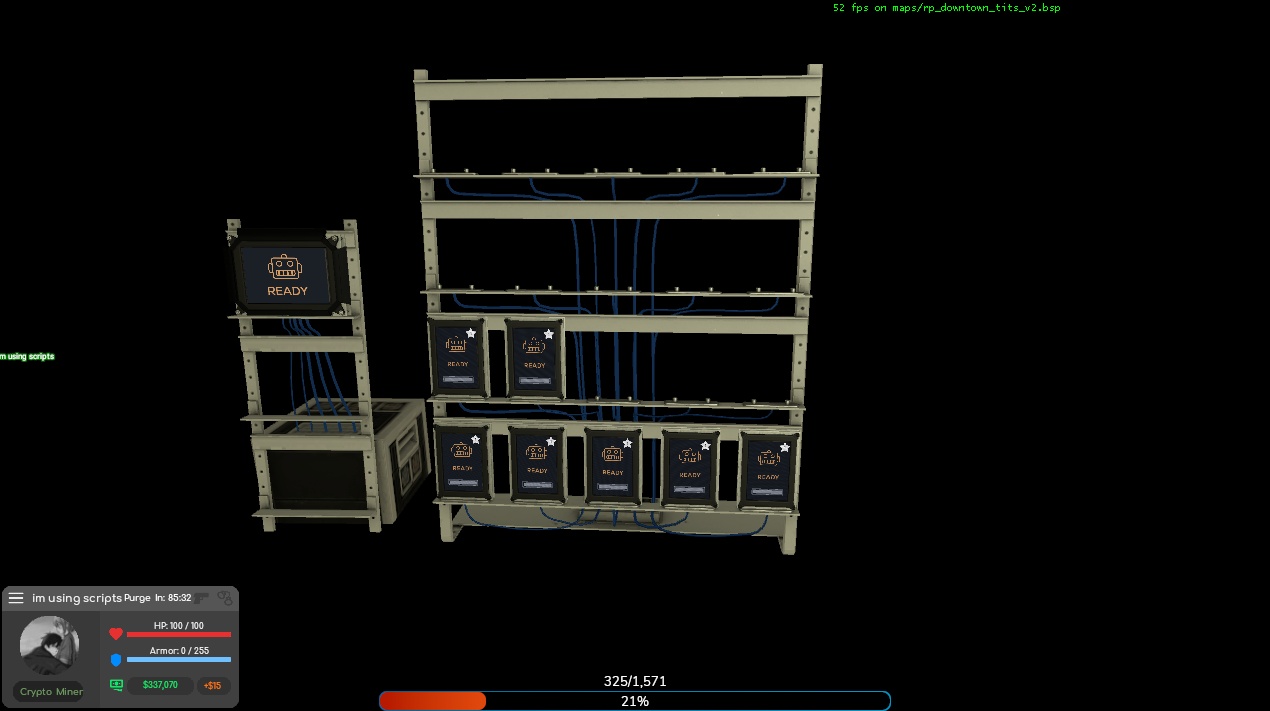 52 fps on maps/rp_downtown_tits_v2.bsp
READY
READY
READY
READY
READY
READY
READY
READY
m using scripts
im using scripts Purge In: 85:32
HP: 100 / 100
Armor: 0 / 255
$337,070 +$15
Crypto Miner
325/1,571
21%